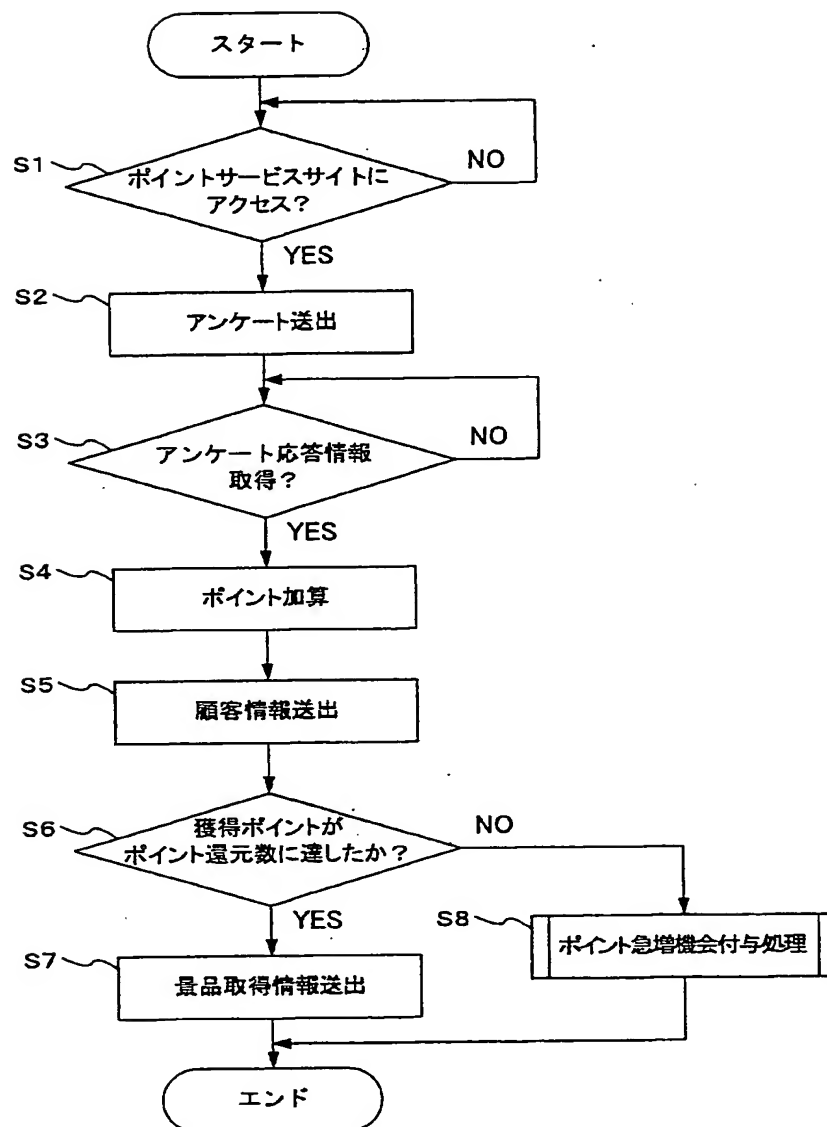 スタート
S1
ポイントサービスサイトに
アクセス?
NO
YES
S2
アンケート送出
S3
アンケート応答情報
取得?
NO
YES
S4
ポイント加算
S5
顧客情報送出
S6
獲得ポイントが
ポイント還元数に達したか?
NO
YES
S7
景品取得情報送出
S8
ポイント急増機会付与処理
エンド